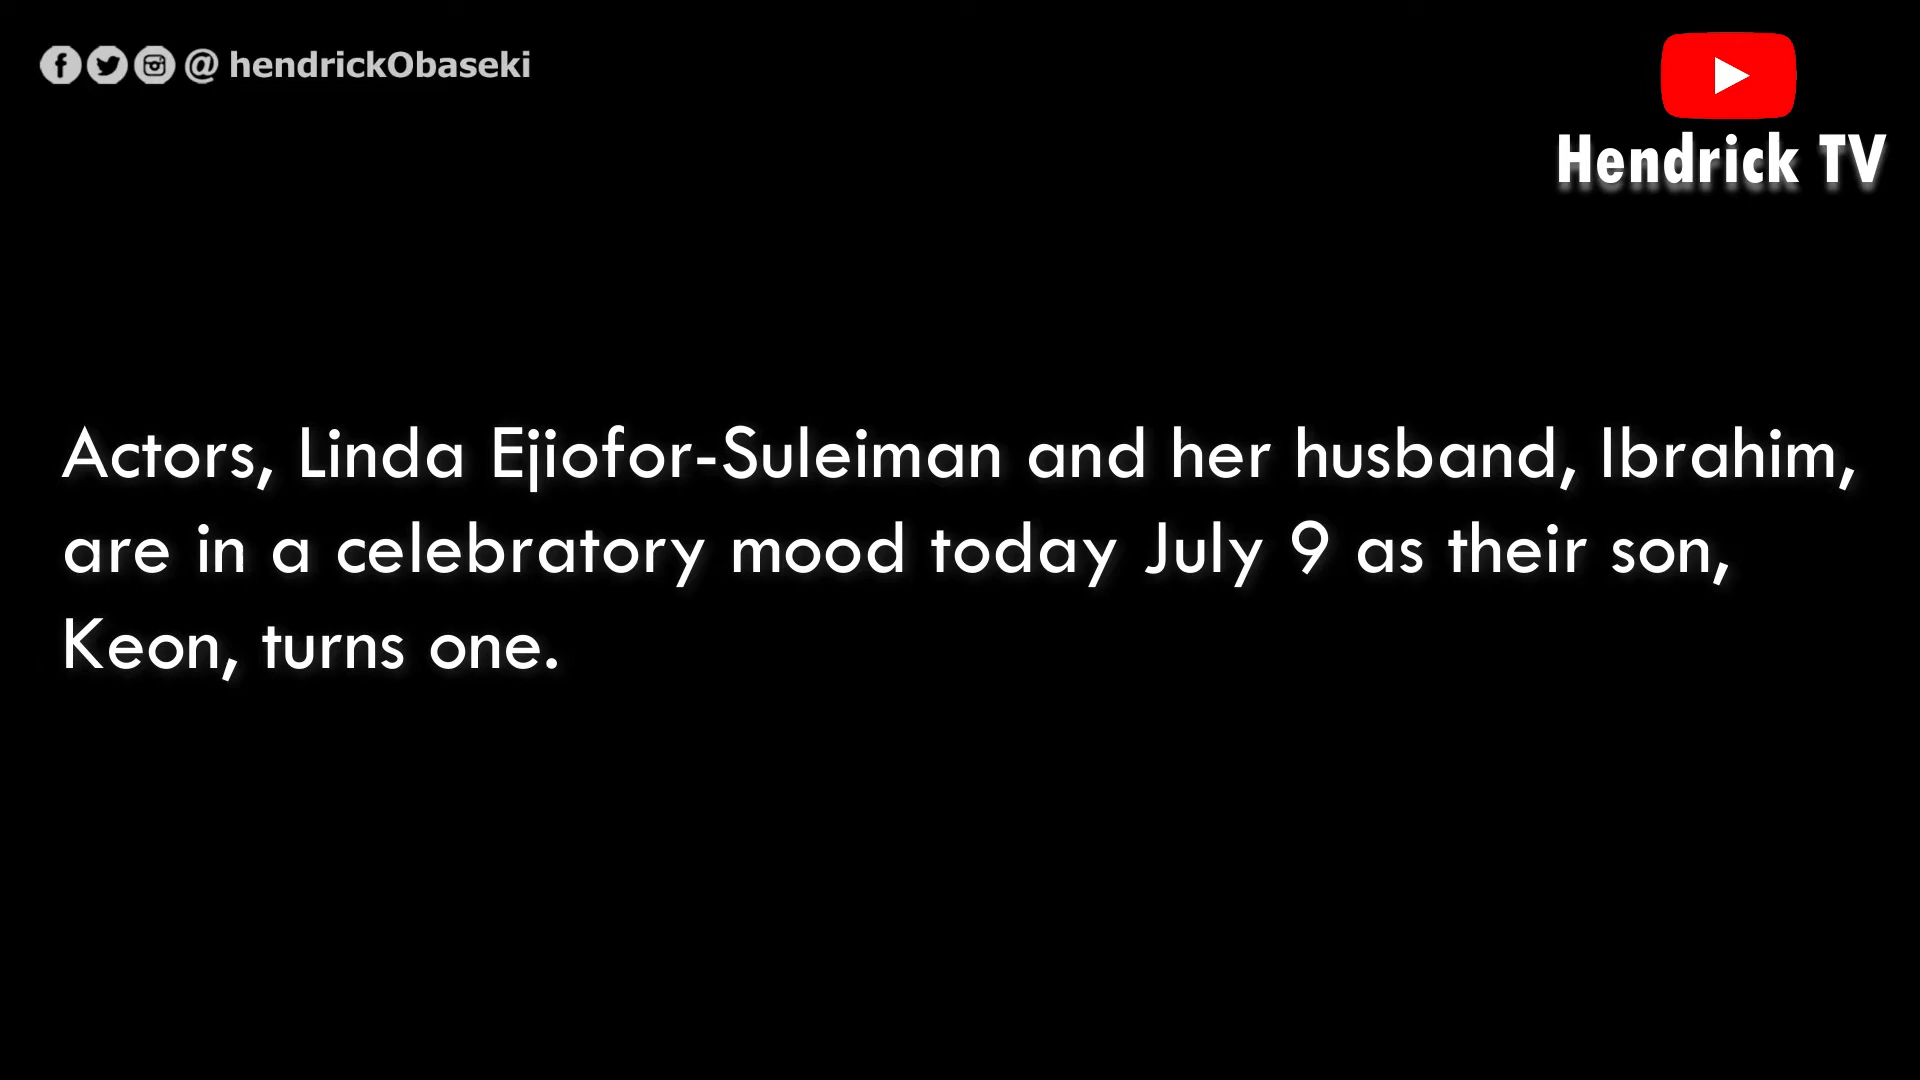 @ hendrickObaseki
Hendrick TV
Actors, Linda Ejiofor-Suleiman and her husband, Ibrahim,
are in a celebratory mood today July 9 as their son,
Keon, turns one.